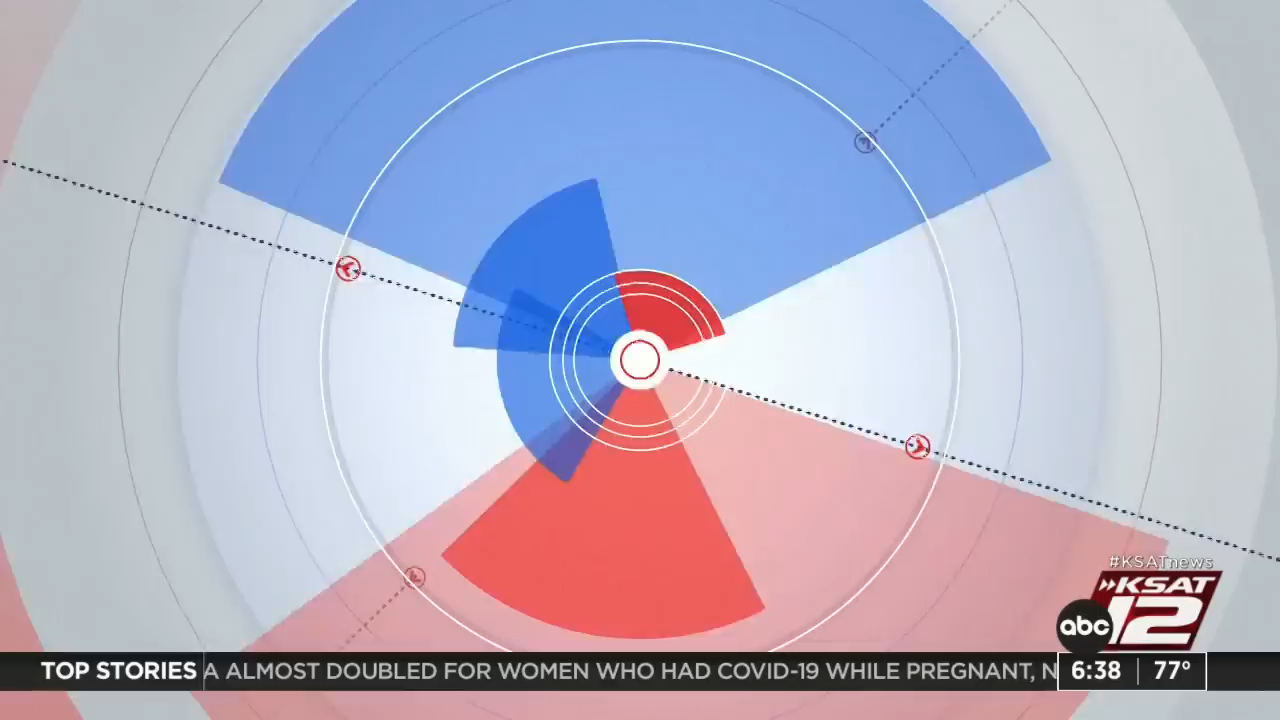 #KSATnews
KSAT
abc 12
TOP STORIES A ALMOST DOUBLED FOR WOMEN WHO HAD COVID-19 WHILE PREGNANT, N 6:38 77°